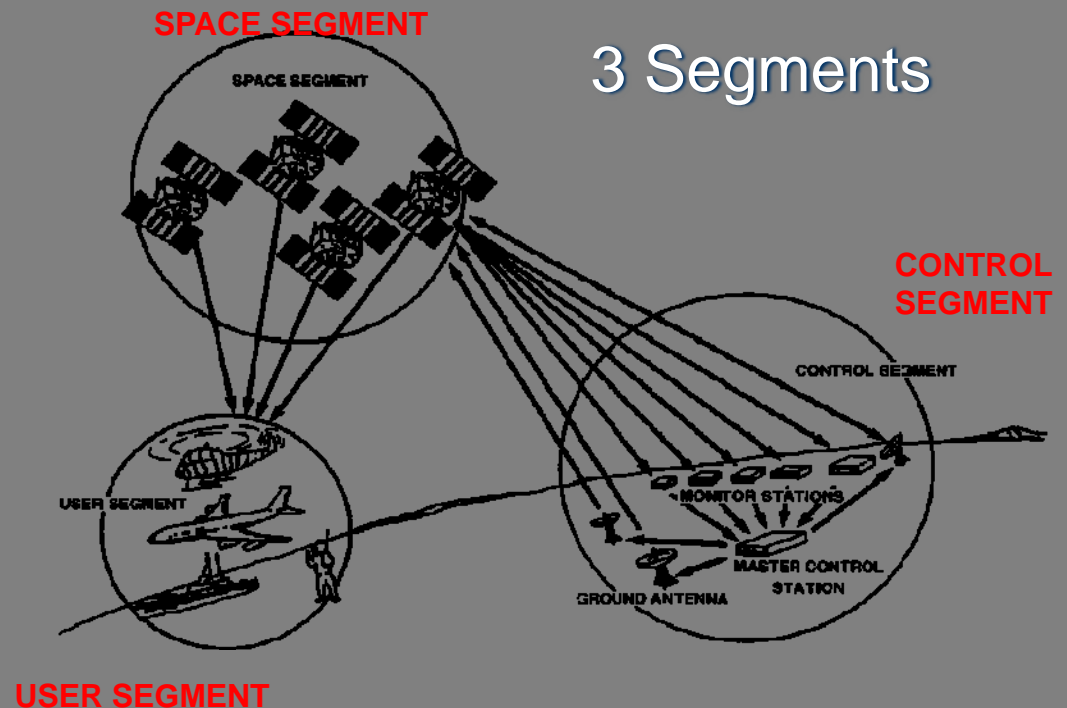 SPACE SEGMENT
3 Segments
SPACE SEGMENT
CONTROL
SEGMENT
CONTROL SEGMENT
USER SEGMENT
MONITOR STATIONS
MASTER CONTROL
STATION
GROUND ANTENNA
USER SEGMENT